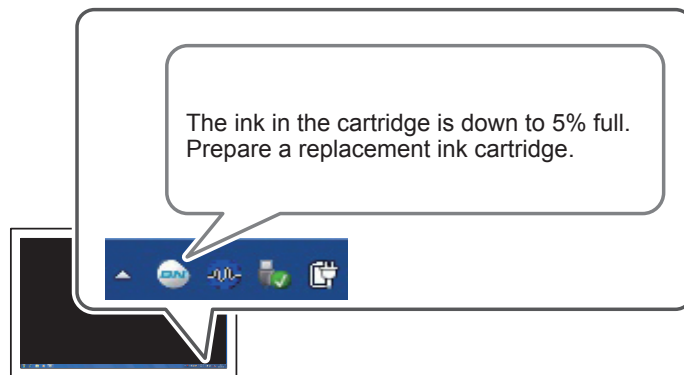 The ink in the cartridge is down to 5% full.
Prepare a replacement ink cartridge.